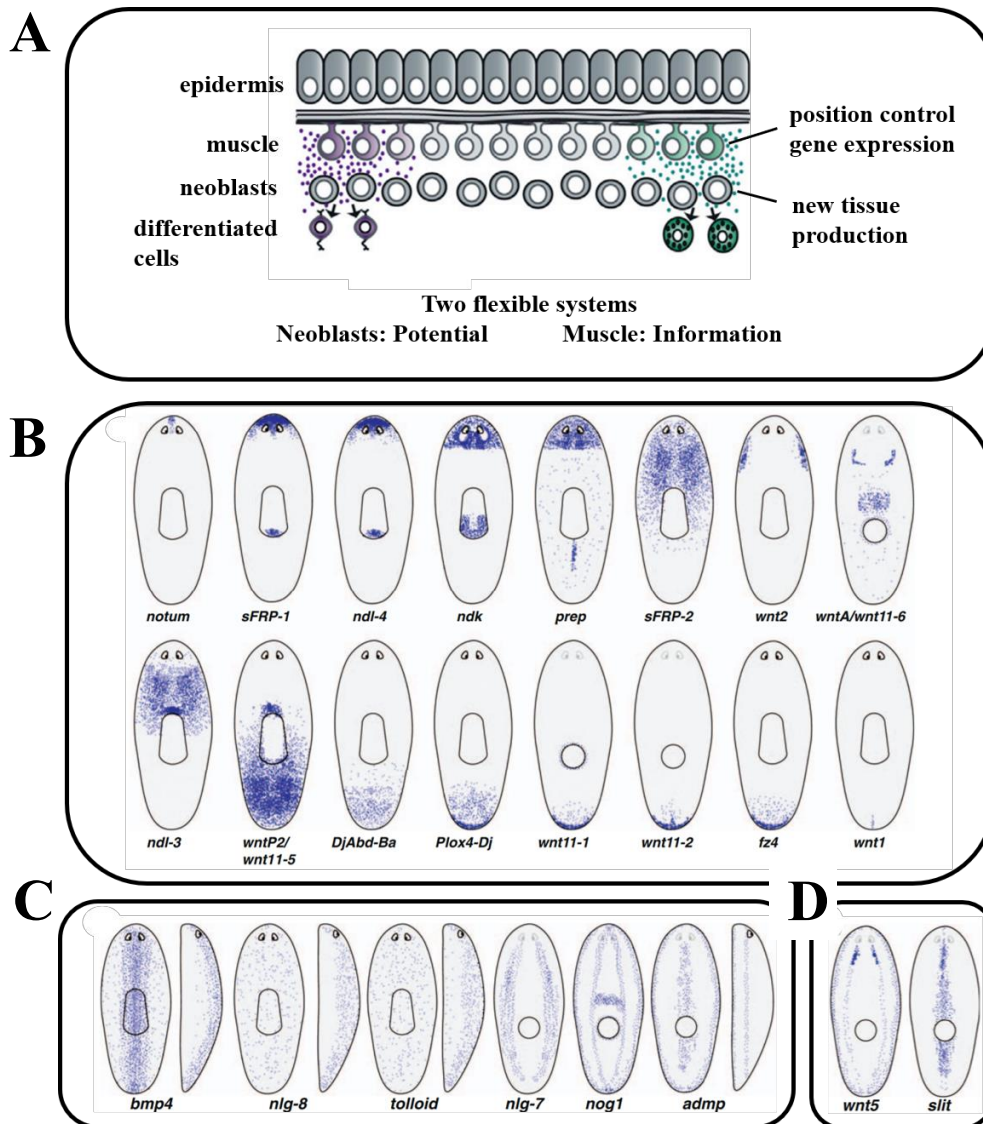 A
epidermis
muscle
neoblasts
differentiated
cells
position control
gene expression
new tissue
production
Two flexible systems
Neoblasts: Potential Muscle: Information
B
notum sFRP-1 ndl-4 ndk prep sFRP-2 wnt2 wntA/wnt11-6
ndl-3 wntP2/ DjAbd-Ba Plox4-Dj wnt11-1 wnt11-2 fz4 wnt1
wnt11-5
C
bmp4 nlg-8 tolloid nlg-7 nog1 admp
D
wnt5 slit